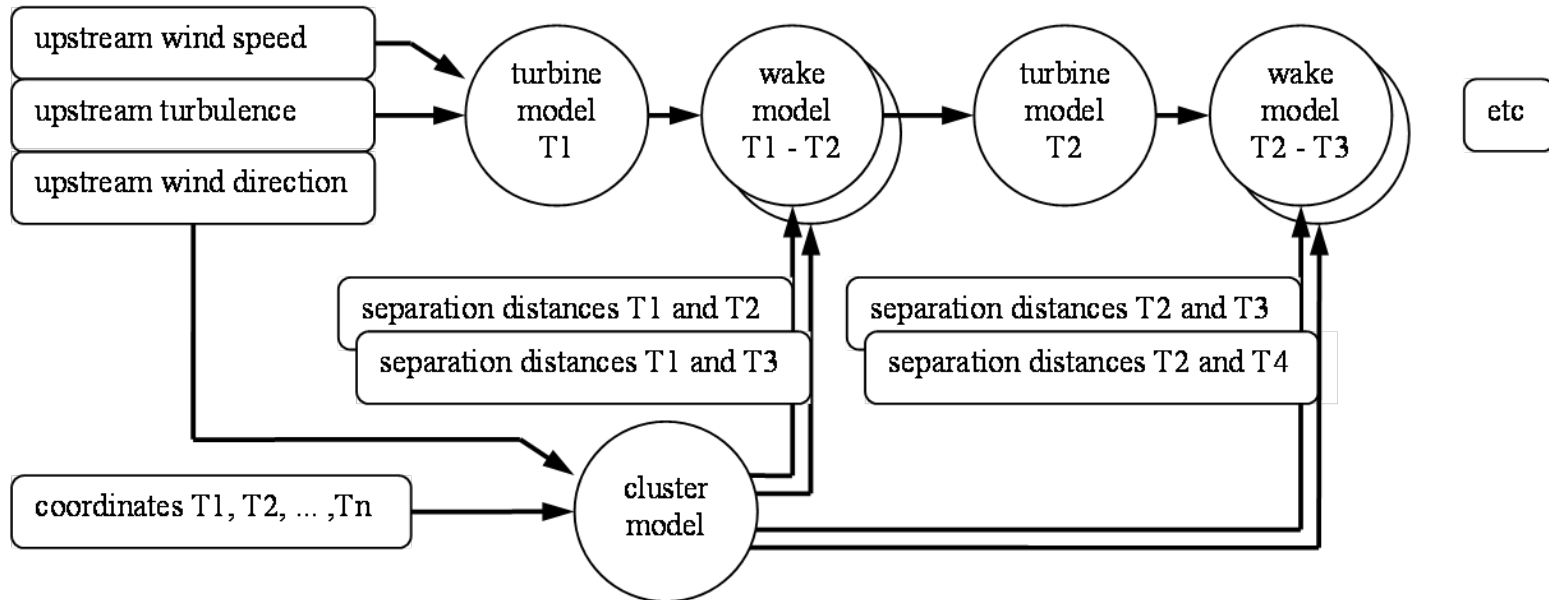 upstream wind speed
upstream turbulence
upstream wind direction
turbine
model
T1
wake
model
T1 - T2
turbine
model
T2
wake
model
T2 - T3
etc
separation distances T1 and T2
separation distances T1 and T3
separation distances T2 and T3
separation distances T2 and T4
coordinates T1, T2, ... ,Tn
cluster
model